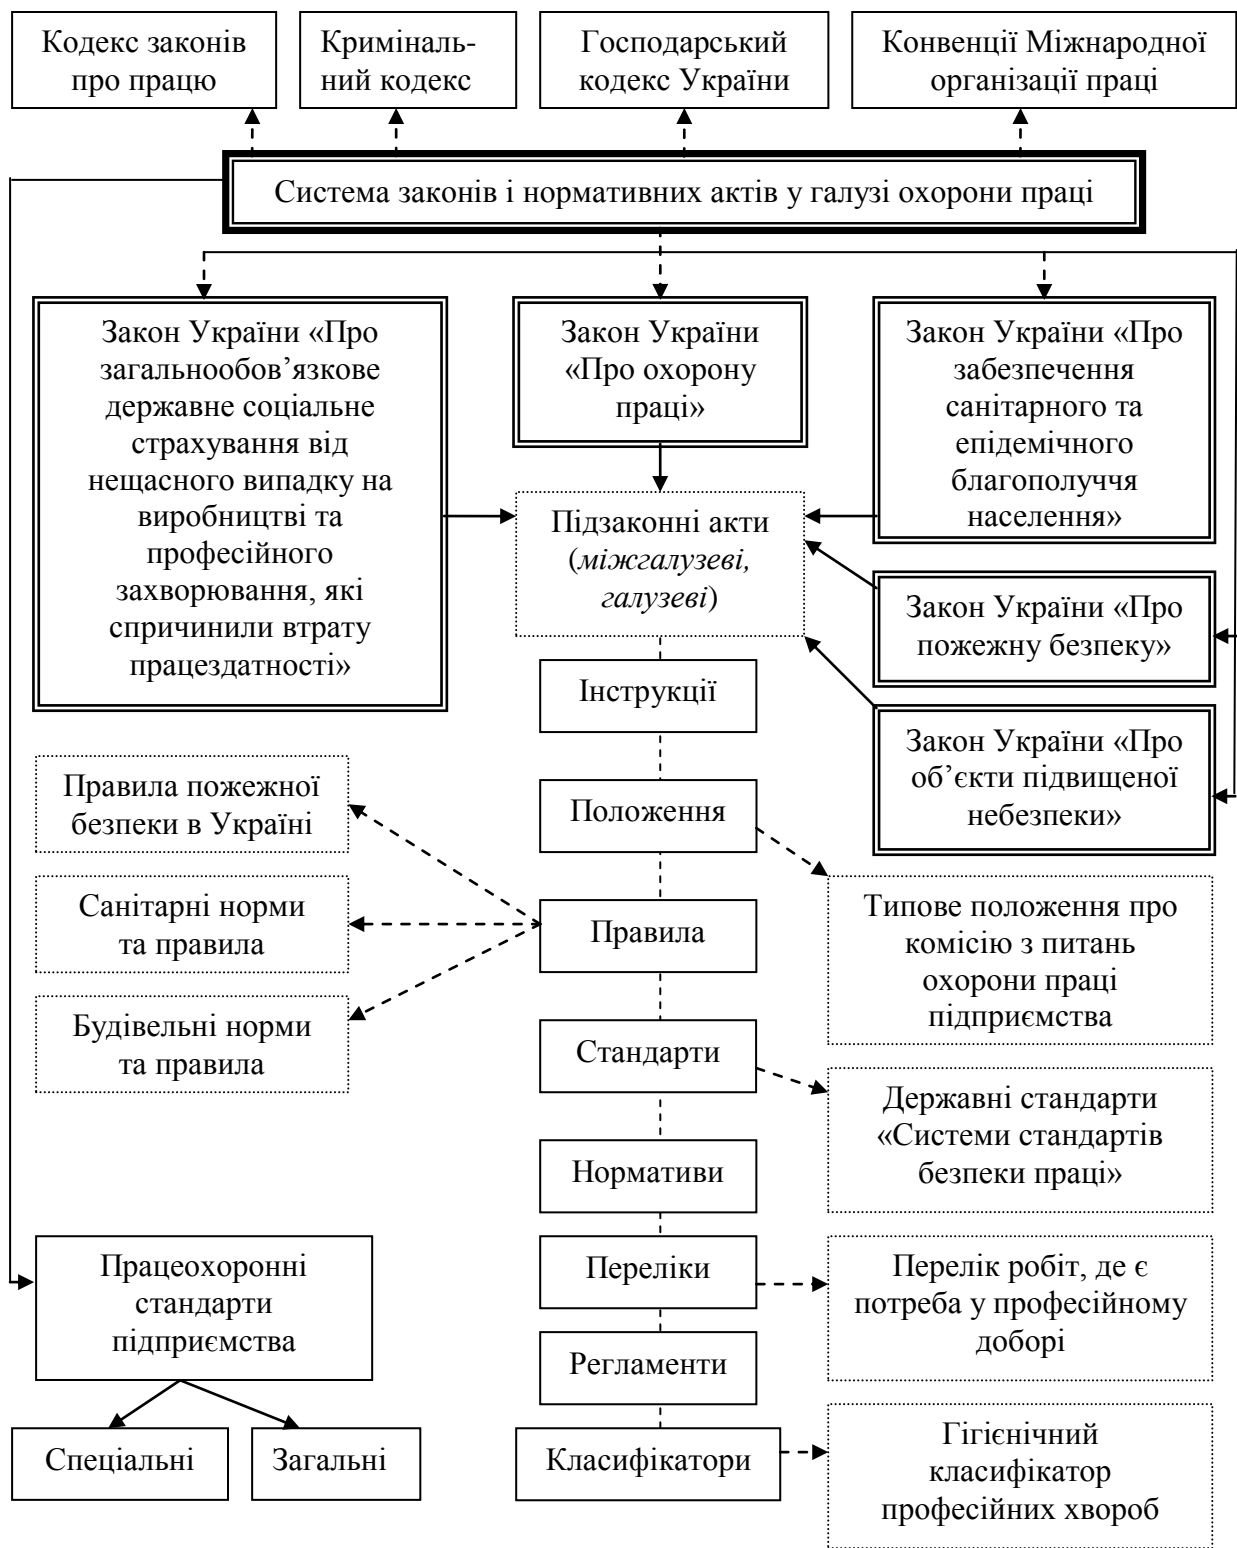 Кодекс законів
про працю
Криміналь-
ний кодекс
Господарський
кодекс України
Конвенції Міжнародної
організації праці
Система законів і нормативних актів у галузі охорони праці
Закон України «Про
загальнообов’язкове
державне соціальне
страхування від
нещасного випадку на
виробництві та
професійного
захворювання, які
спричинили втрату
працездатності»
Закон України
«Про охорону
праці»
Закон України «Про
забезпечення
санітарного та
епідемічного
благополуччя
населення»
Підзаконні акти
(міжгалузеві,
галузеві)
Закон України «Про
пожежну безпеку»
Інструкції
Закон України «Про
об’єкти підвищеної
небезпеки»
Правила пожежної
безпеки в Україні
Положення
Санітарні норми
та правила
Правила
Типове положення про
комісію з питань
охорони праці
підприємства
Будівельні норми
та правила
Стандарти
Державні стандарти
«Системи стандартів
безпеки праці»
Нормативи
Працеохоронні
стандарти
підприємства
Переліки
Перелік робіт, де є
потреба у професійному
доборі
Регламенти
Спеціальні
Загальні
Класифікатори
Гігієнічний
класифікатор
професійних хвороб